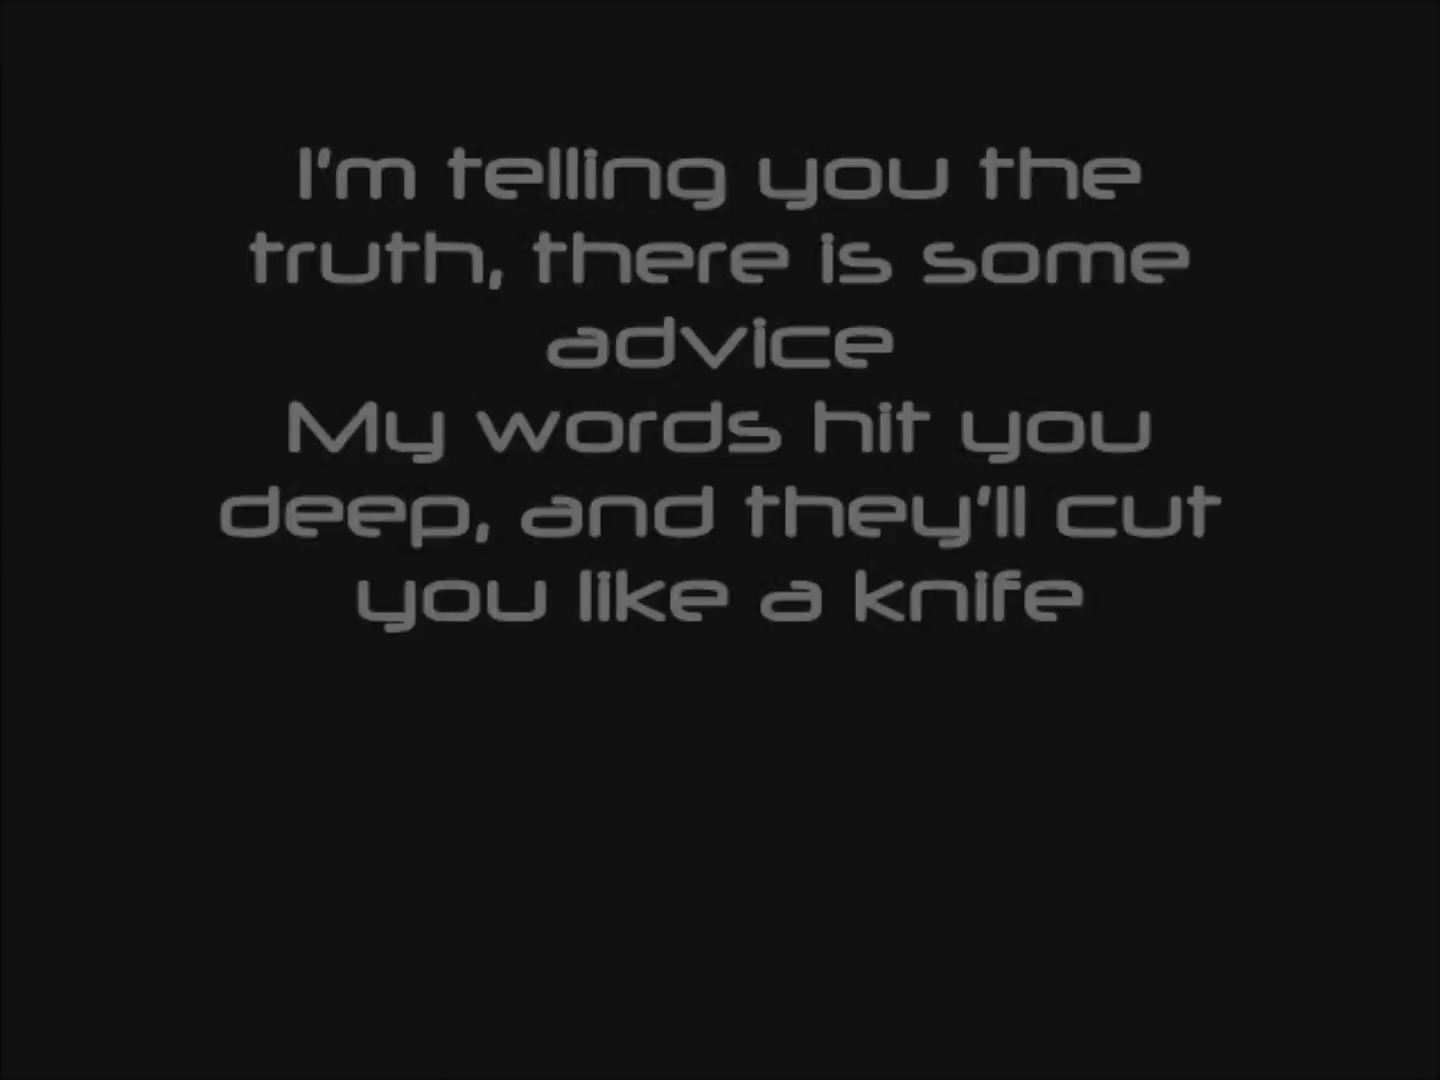 I'm telling you the
truth, there is some
advice
My words hit you
deep, and they'll cut
you like a knife